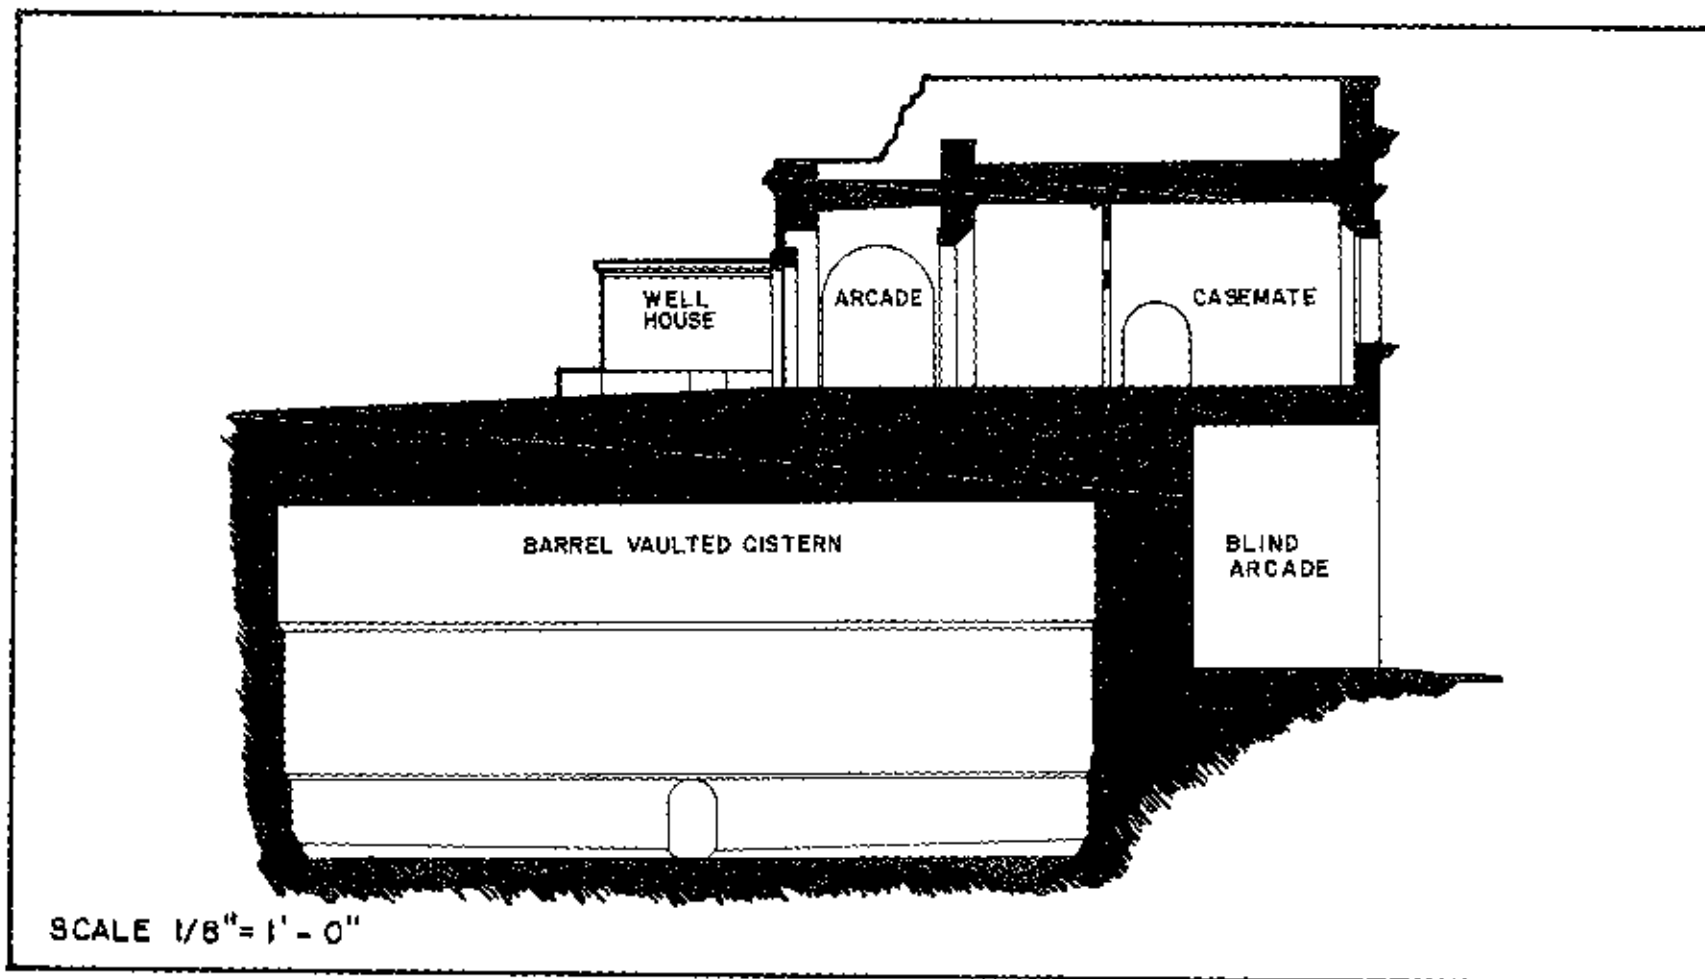 WELL
HOUSE
ARCADE
CASEMATE
BARREL VAULTED CISTERN
BLIND
ARCADE
SCALE 1/8"= 1' - 0"